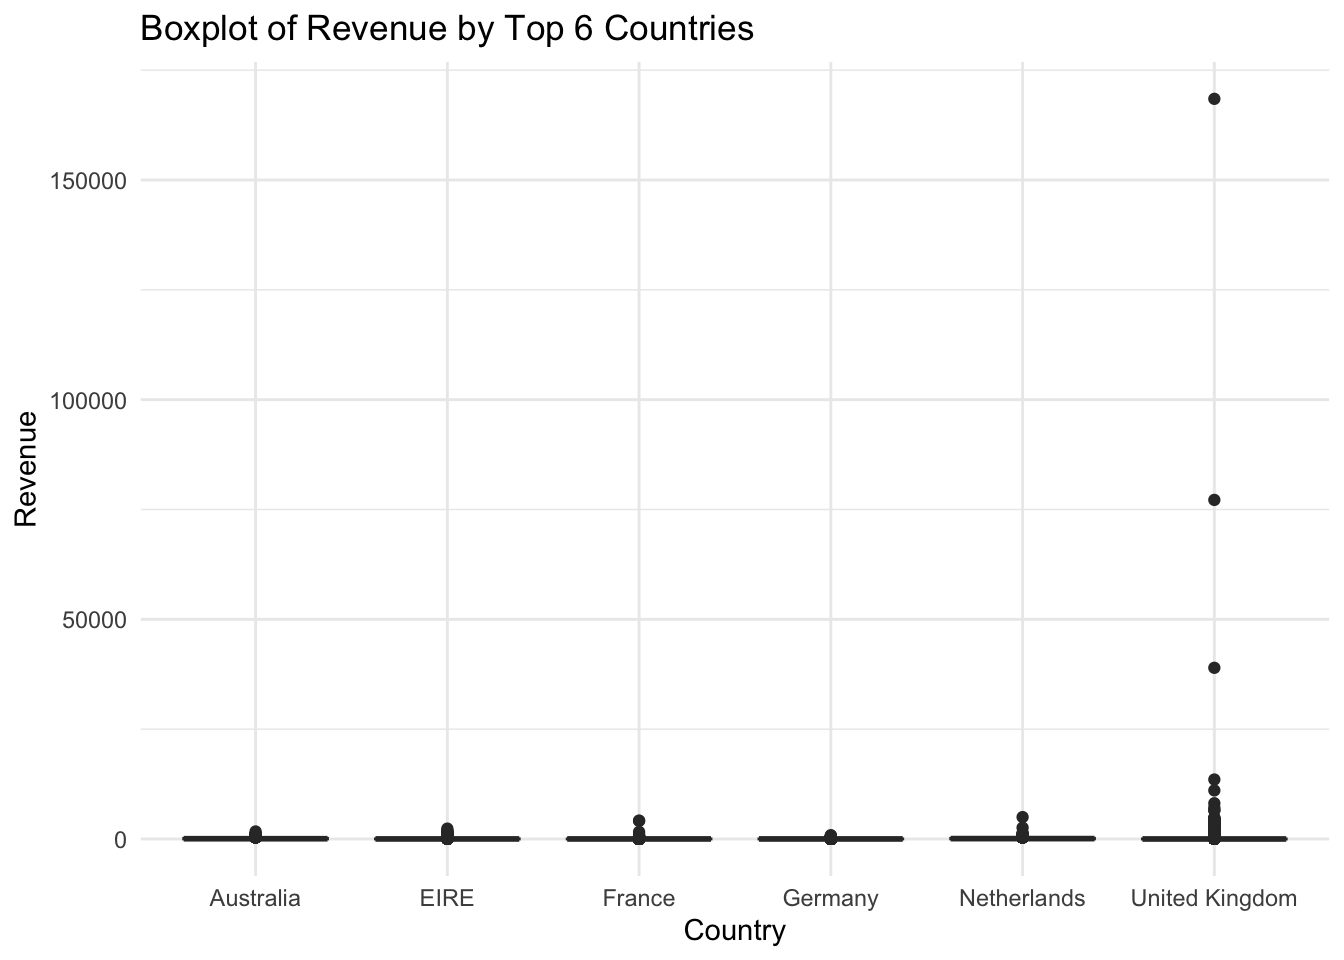 Boxplot of Revenue by Top 6 Countries
150000
100000
50000
0
Revenue
Australia EIRE France Germany Netherlands United Kingdom
Country